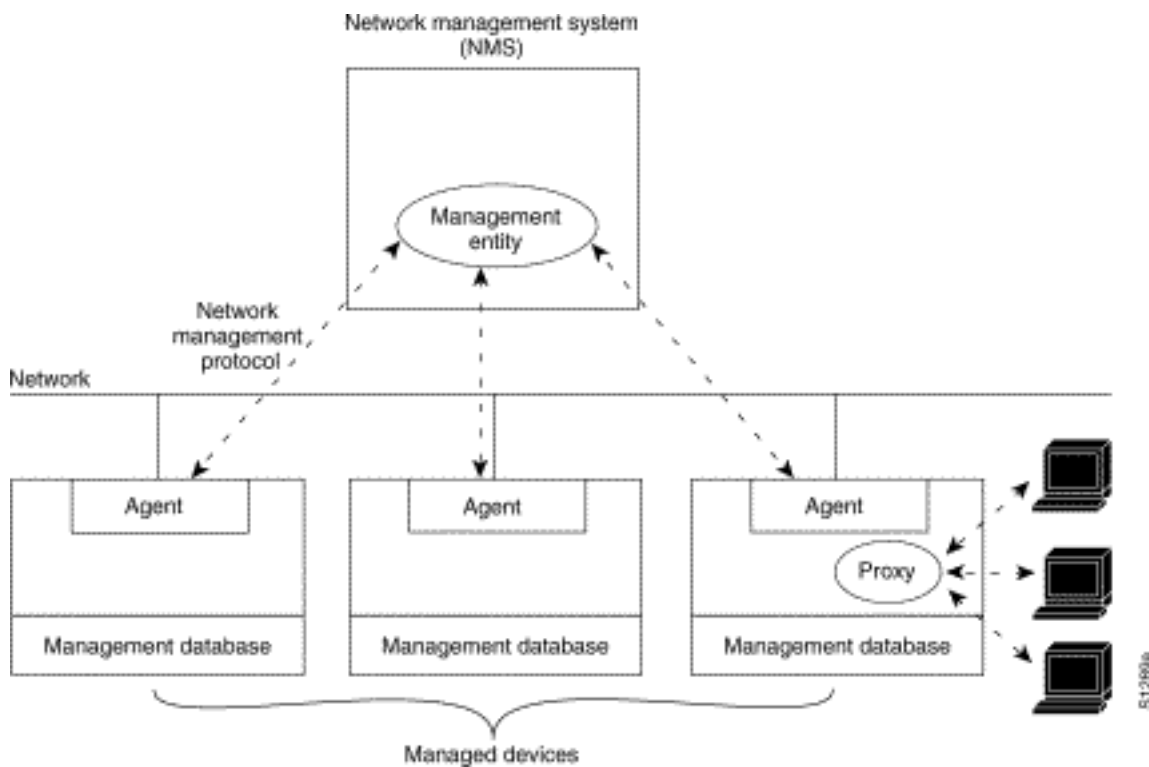 Network management system
(NMS)
Management
entity
Network
management
protocol
Network
Agent
Agent
Agent
Proxy
Management database
Management database
Management database
Managed devices
S1289a